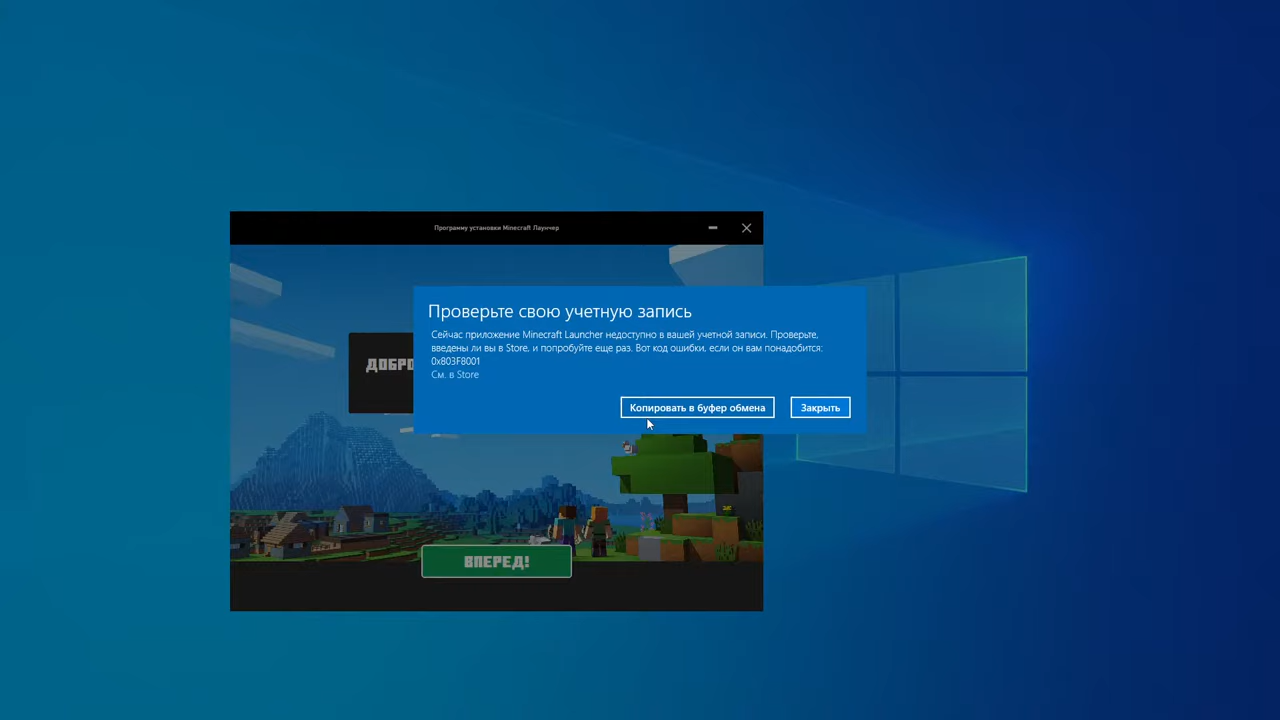 Программу установки Minecraft Лаунчер
Проверьте свою учетную запись
Сейчас приложение Minecraft Launcher недоступно в вашей учетной записи. Проверьте,
введены ли вы в Store, и попробуйте еще раз. Вот код ошибки, если он вам понадобится:
0x803F8001
См. в Store
ДОБРО
Копировать в буфер обмена
Закрыть
ВПЕРЕД!